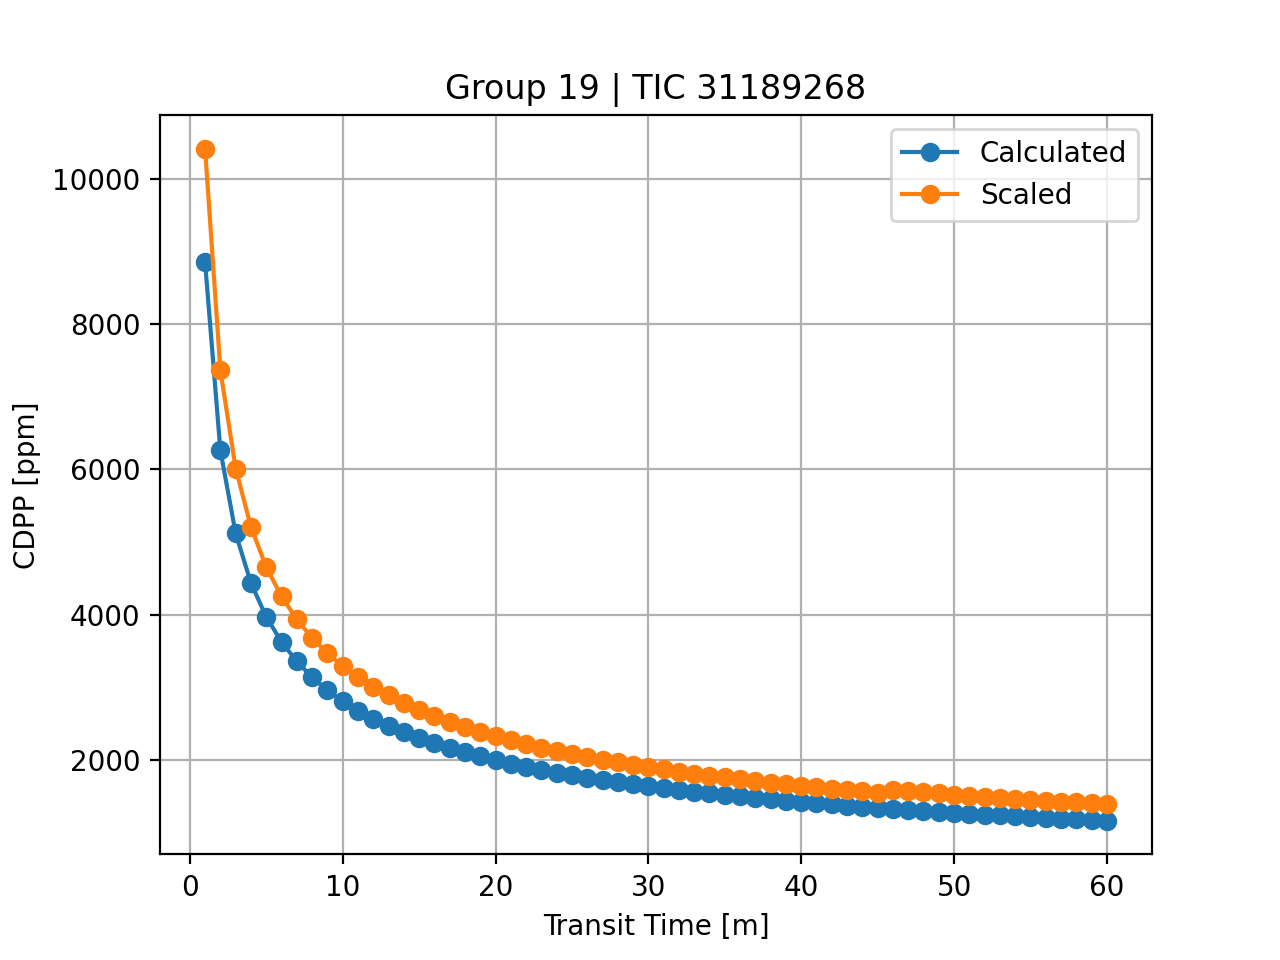 Group 19 | TIC 31189268
Calculated
Scaled
CDPP [ppm]
10000
8000
6000
4000
2000
0 10 20 30 40 50 60
Transit Time [m]